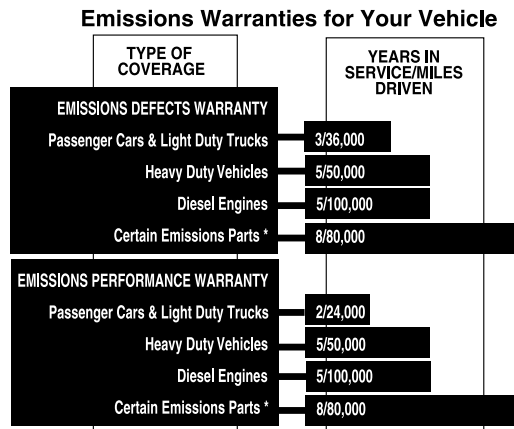 Emissions Warranties for Your Vehicle
TYPE OF
COVERAGE
YEARS IN
SERVICE/MILES
DRIVEN
EMISSIONS DEFECTS WARRANTY
Passenger Cars & Light Duty Trucks 3/36,000
Heavy Duty Vehicles 5/50,000
Diesel Engines 5/100,000
Certain Emissions Parts * 8/80,000
EMISSIONS PERFORMANCE WARRANTY
Passenger Cars & Light Duty Trucks 2/24,000
Heavy Duty Vehicles 5/50,000
Diesel Engines 5/100,000
Certain Emissions Parts * 8/80,000